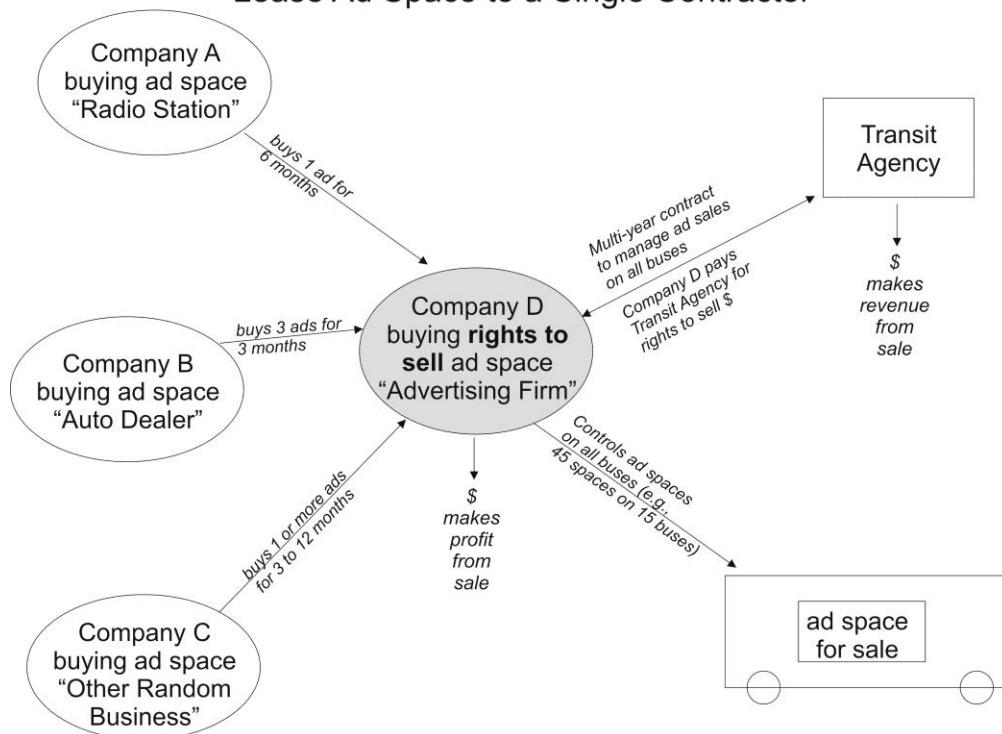 Lease Ad Space to a Single Contractor
Company A
buying ad space
“Radio Station”
buys 1 ad for
6 months
Transit
Agency
Multi-year contract
to manage ad sales
on all buses
Company D pays
Transit Agency for
rights to sell $
$
makes
revenue
from
sale
Company D
buying rights to
sell ad space
“Advertising Firm”
buys 3 ads for
3 months
Company B
buying ad space
“Auto Dealer”
Controls ad spaces
on all buses (e.g.,
45 spaces on 15 buses)
buys 1 or more ads
for 3 to 12 months
$
makes
profit
from
sale
Company C
buying ad space
“Other Random
Business”
ad space
for sale